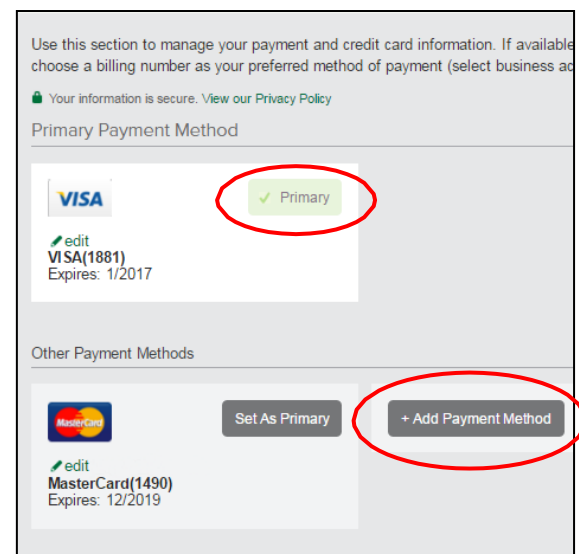 Use this section to manage your payment and credit card information. If available
choose a billing number as your preferred method of payment (select business ac
Your information is secure. View our Privacy Policy
Primary Payment Method
VISA
✓ Primary
edit
VISA(1881)
Expires: 1/2017
Other Payment Methods
MasterCard
Set As Primary
+ Add Payment Method
edit
MasterCard(1490)
Expires: 12/2019